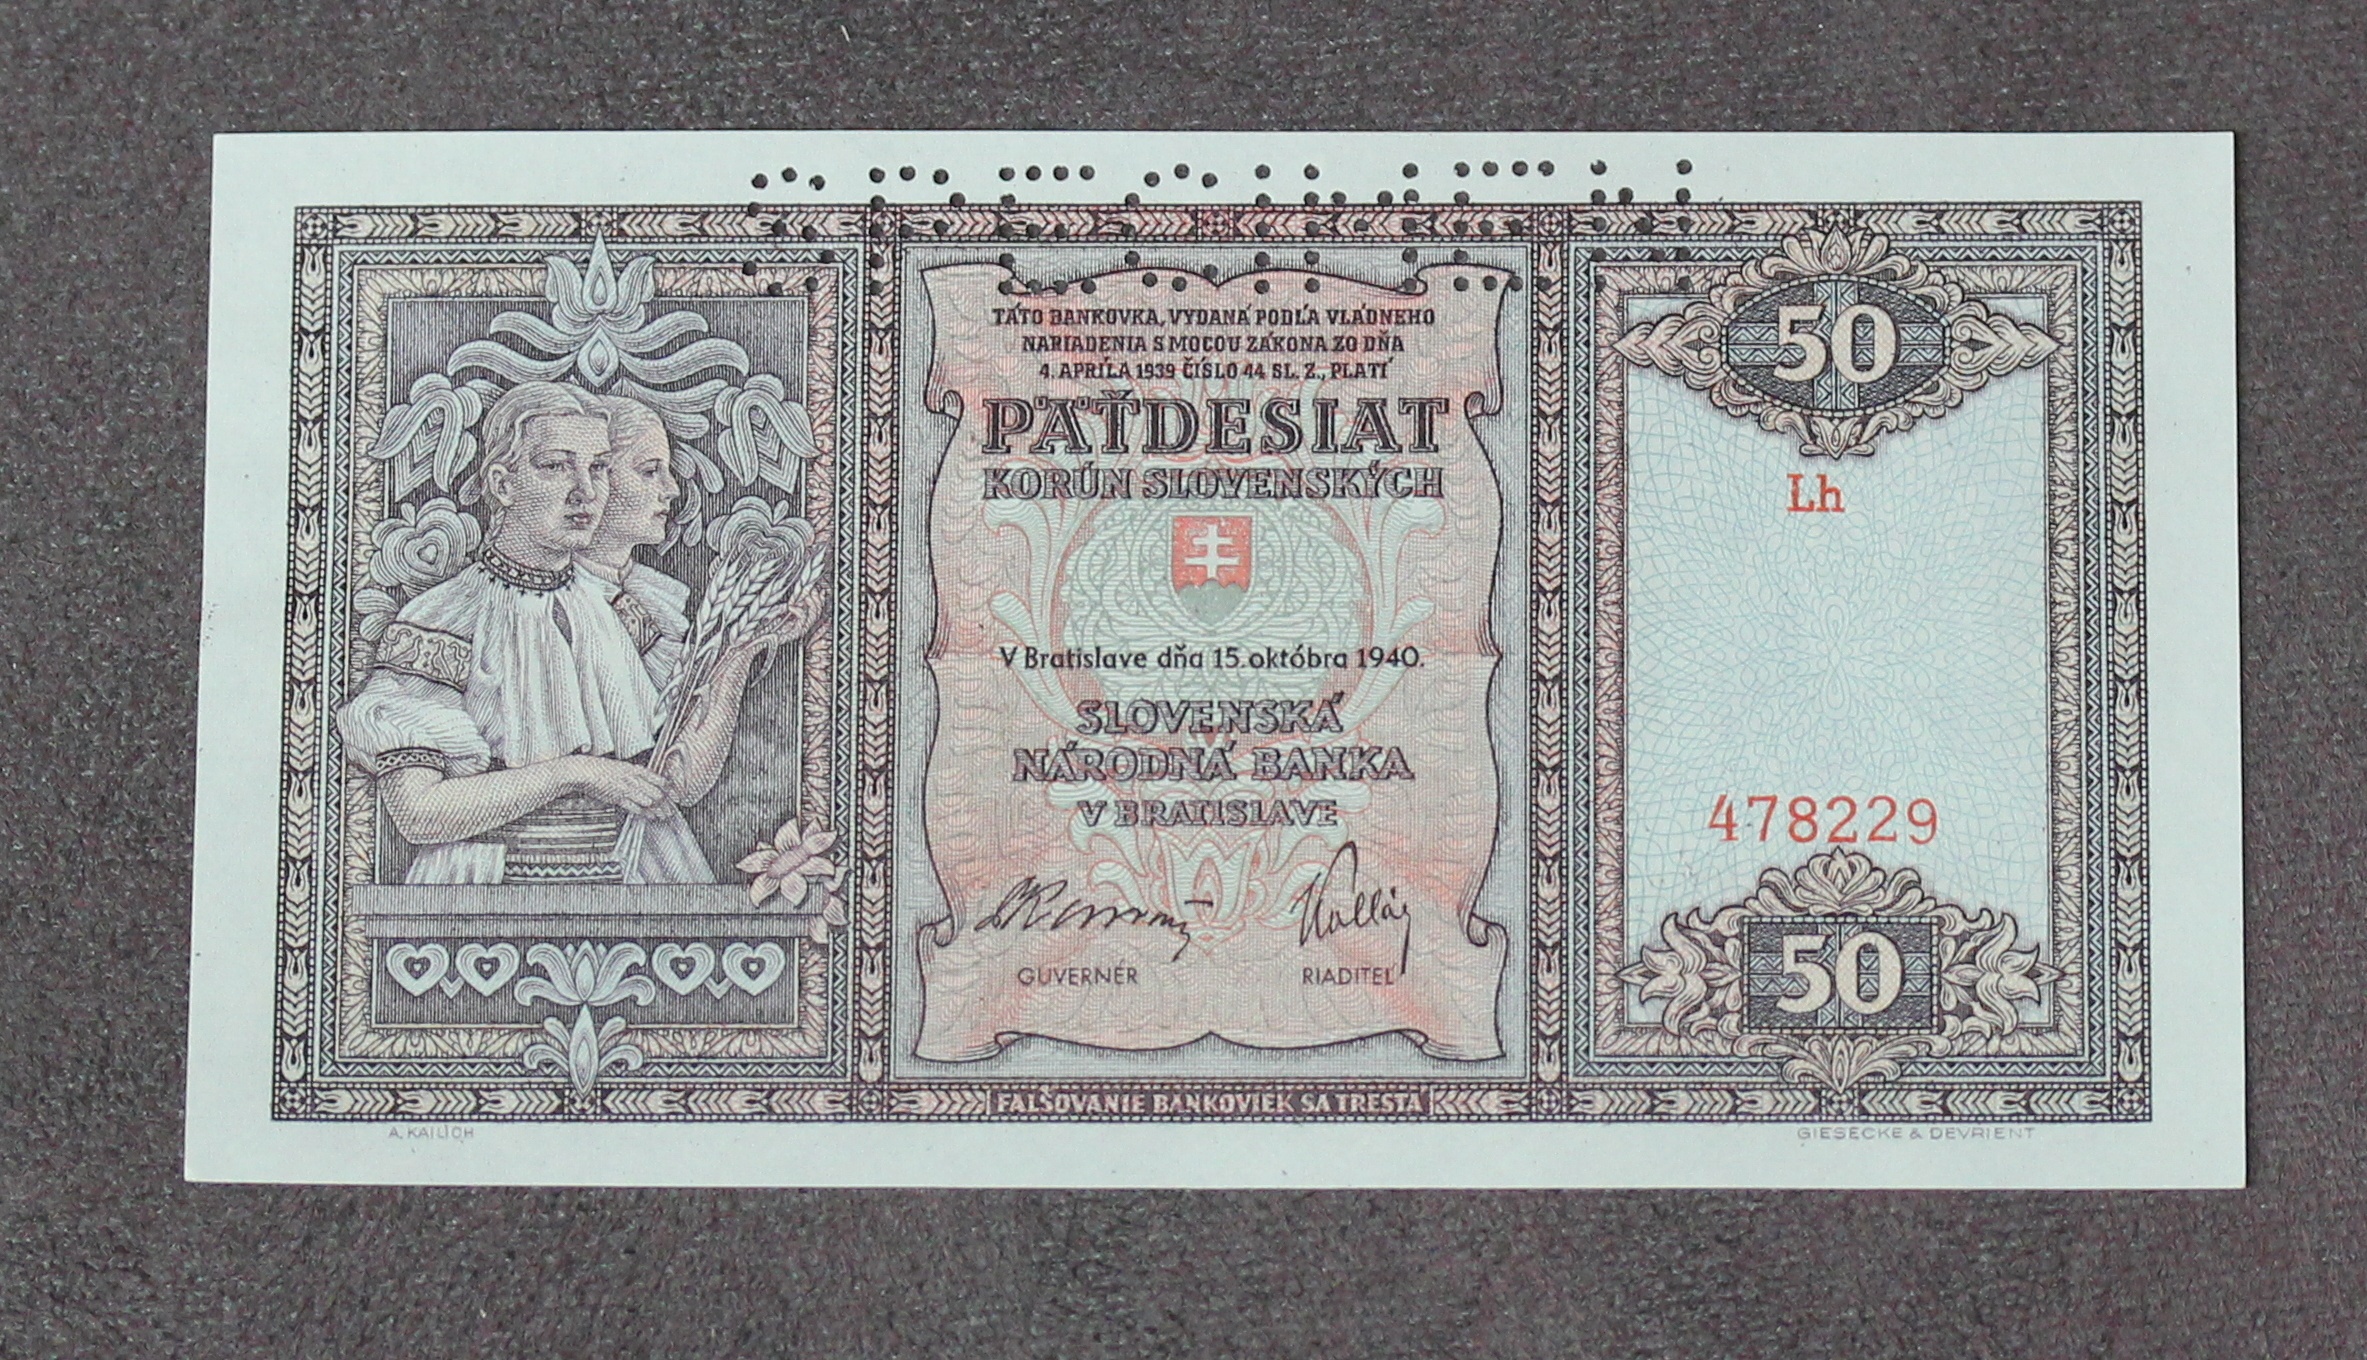 SPECIMEN
TÁTO BANKOVKA, VYDANÁ PODĽA VLÁDNEHO
NARIADENIA S MOCOU ZÁKONA ZO DŇA
4. APRÍLA 1939 ČÍSLO 44 SL. Z., PLATÍ
PÄŤDESIAT
KORÚN SLOVENSKÝCH
V Bratislave dňa 15. októbra 1940.
SLOVENSKÁ
NÁRODNÁ BANKA
V BRATISLAVE
GUVERNÉR
RIADITEĽ
FALŠOVANIE BANKOVIEK SA TRESTÁ
50
Lh
478229
50
A. KAILICH
GIESECKE & DEVRIENT